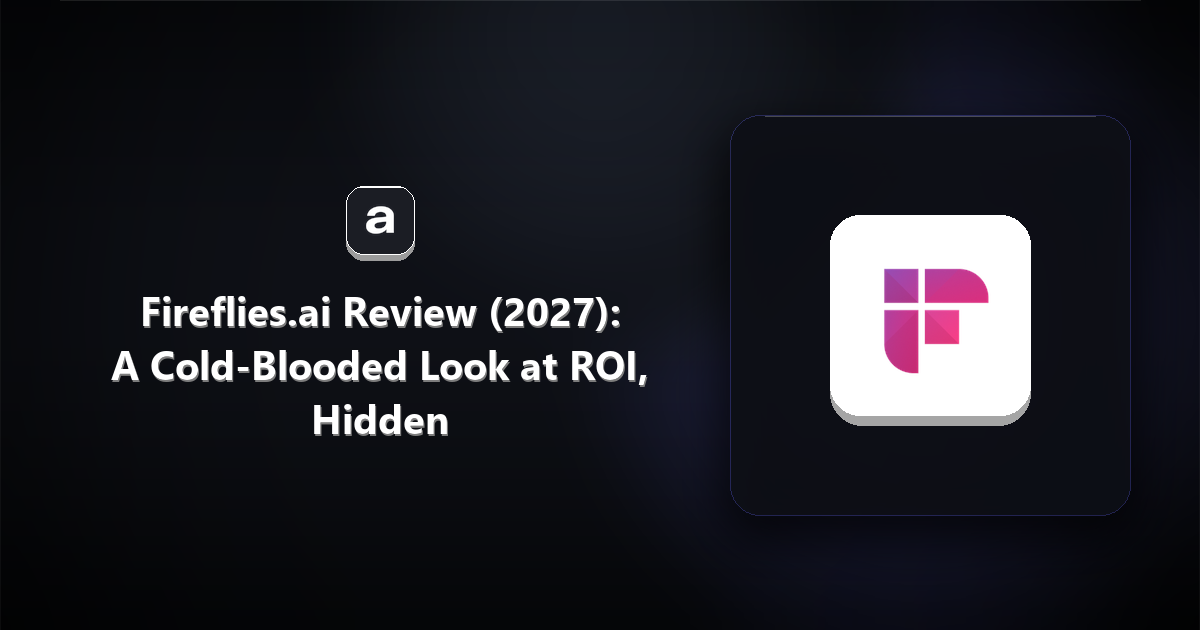 a
Fireflies.ai Review (2027):
A Cold-Blooded Look at ROI,
Hidden